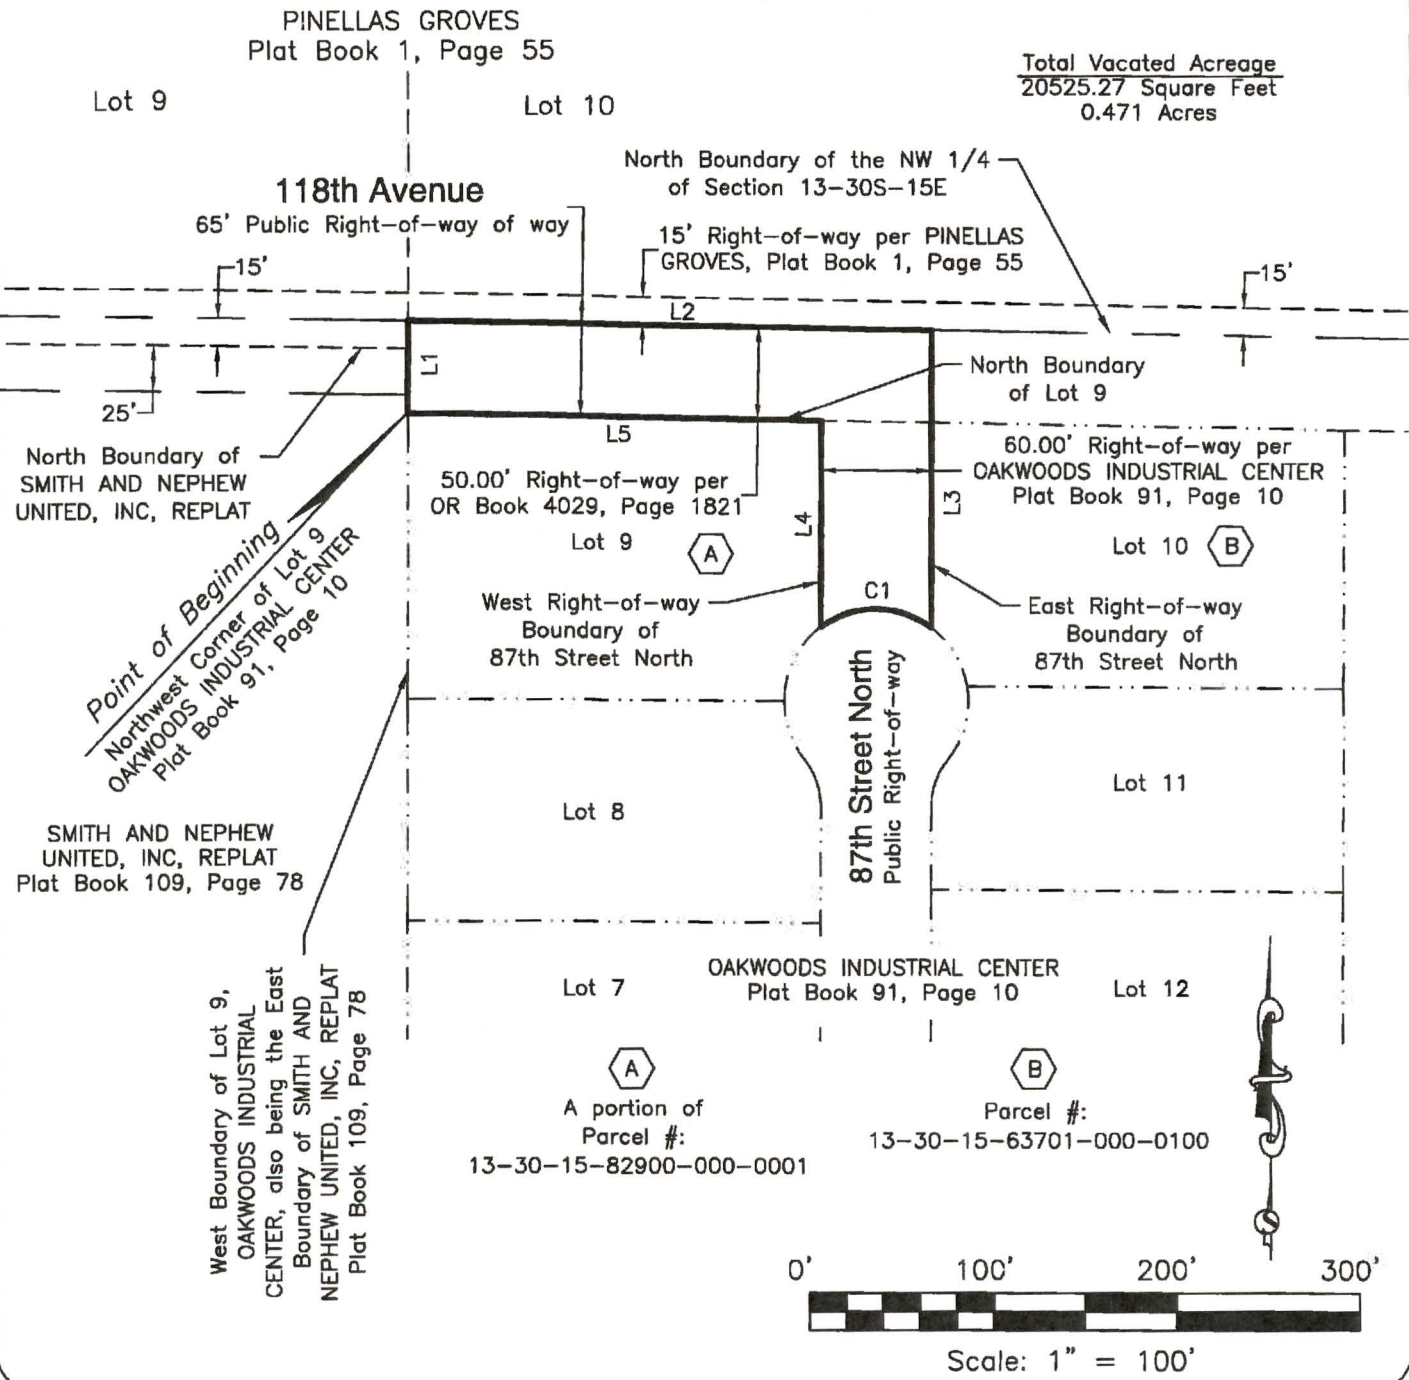 PINELLAS GROVES
Plat Book 1, Page 55
Total Vacated Acreage
20525.27 Square Feet
0.471 Acres
Lot 9
Lot 10
North Boundary of the NW 1/4
of Section 13-30S-15E
118th Avenue
65' Public Right-of-way of way
15' Right-of-way per PINELLAS
GROVES, Plat Book 1, Page 55
15'
15'
L2
L1
North Boundary
of Lot 9
25'
L5
North Boundary of
SMITH AND NEPHEW
UNITED, INC, REPLAT
50.00' Right-of-way per
OR Book 4029, Page 1821
60.00' Right-of-way per
OAKWOODS INDUSTRIAL CENTER
Plat Book 91, Page 10
L4
L3
Lot 9
A
Lot 10
B
Point of Beginning
Northwest Corner of Lot 9
OAKWOODS INDUSTRIAL CENTER
Plat Book 91, Page 10
West Right-of-way
Boundary of
87th Street North
C1
East Right-of-way
Boundary of
87th Street North
87th Street North
Public Right-of-way
Lot 8
Lot 11
SMITH AND NEPHEW
UNITED, INC, REPLAT
Plat Book 109, Page 78
West Boundary of Lot 9,
OAKWOODS INDUSTRIAL
CENTER, also being the East
Boundary of SMITH AND
NEPHEW UNITED, INC, REPLAT
Plat Book 109, Page 78
Lot 7
OAKWOODS INDUSTRIAL CENTER
Plat Book 91, Page 10
Lot 12
A
A portion of
Parcel #:
13-30-15-82900-000-0001
B
Parcel #:
13-30-15-63701-000-0100
0'
100'
200'
300'
Scale: 1" = 100'